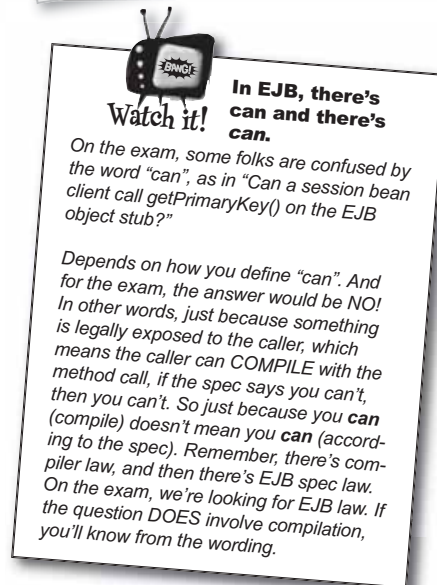 BANG!
Watch it!
In EJB, there's
can and there's
can.
On the exam, some folks are confused by
the word “can”, as in “Can a session bean
client call getPrimaryKey() on the EJB
object stub?”
Depends on how you define “can”. And
for the exam, the answer would be NO!
In other words, just because something
is legally exposed to the caller, which
means the caller can COMPILE with the
method call, if the spec says you can't,
then you can't. So just because you can
(compile) doesn't mean you can (accord-
ing to the spec). Remember, there's com-
piler law, and then there's EJB spec law.
On the exam, we're looking for EJB law. If
the question DOES involve compilation,
you'll know from the wording.